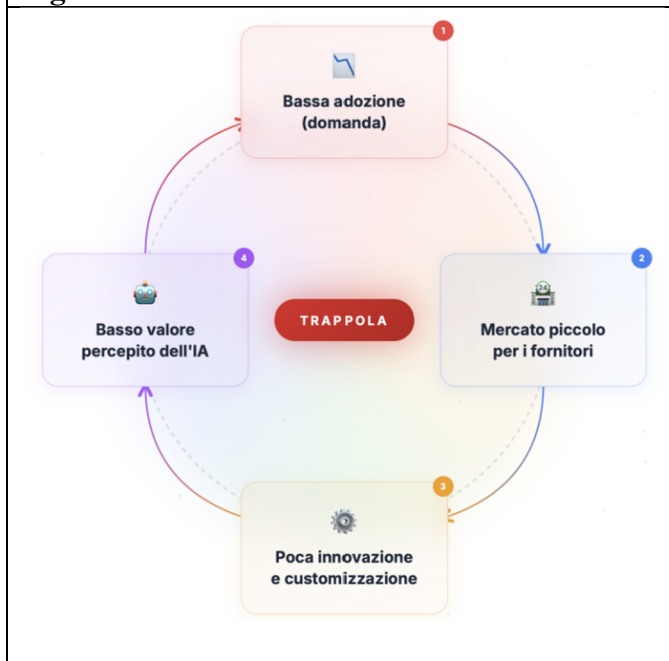 1
Bassa adozione
(domanda)
4
2
24
TRAPPOLA
Basso valore
percepito dell'IA
Mercato piccolo
per i fornitori
3
Poca innovazione
e customizzazione